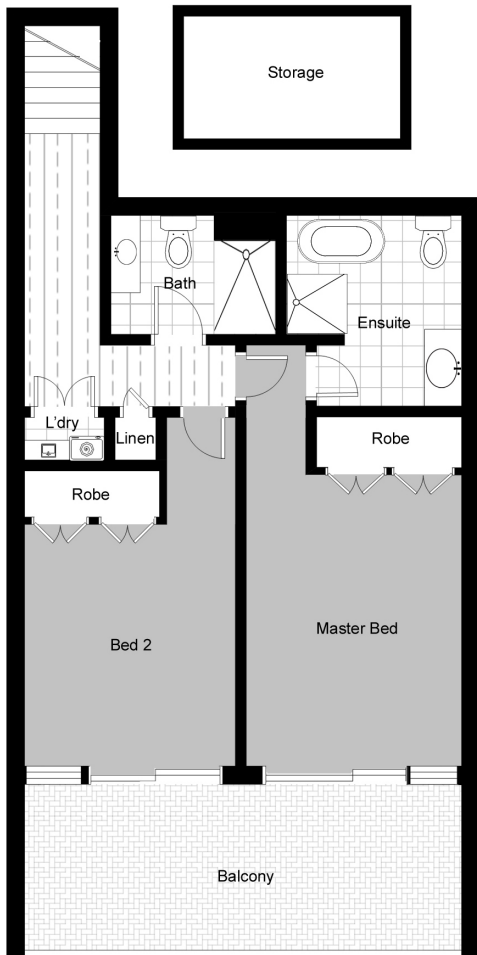 Storage
Bath
Ensuite
L'dry
Linen
Robe
Robe
Master Bed
Bed 2
Balcony